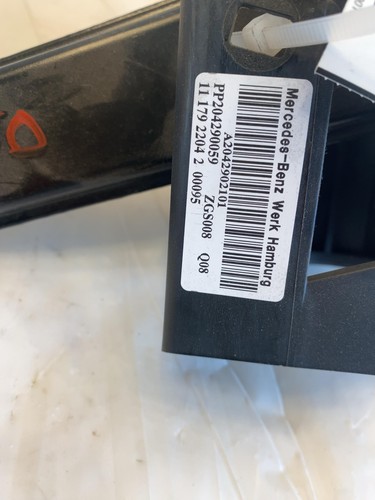 Mercedes-Benz Werk Hamburg
A2042902101
PP204290059 ZGS008 Q08
11 179 2204 2 00095